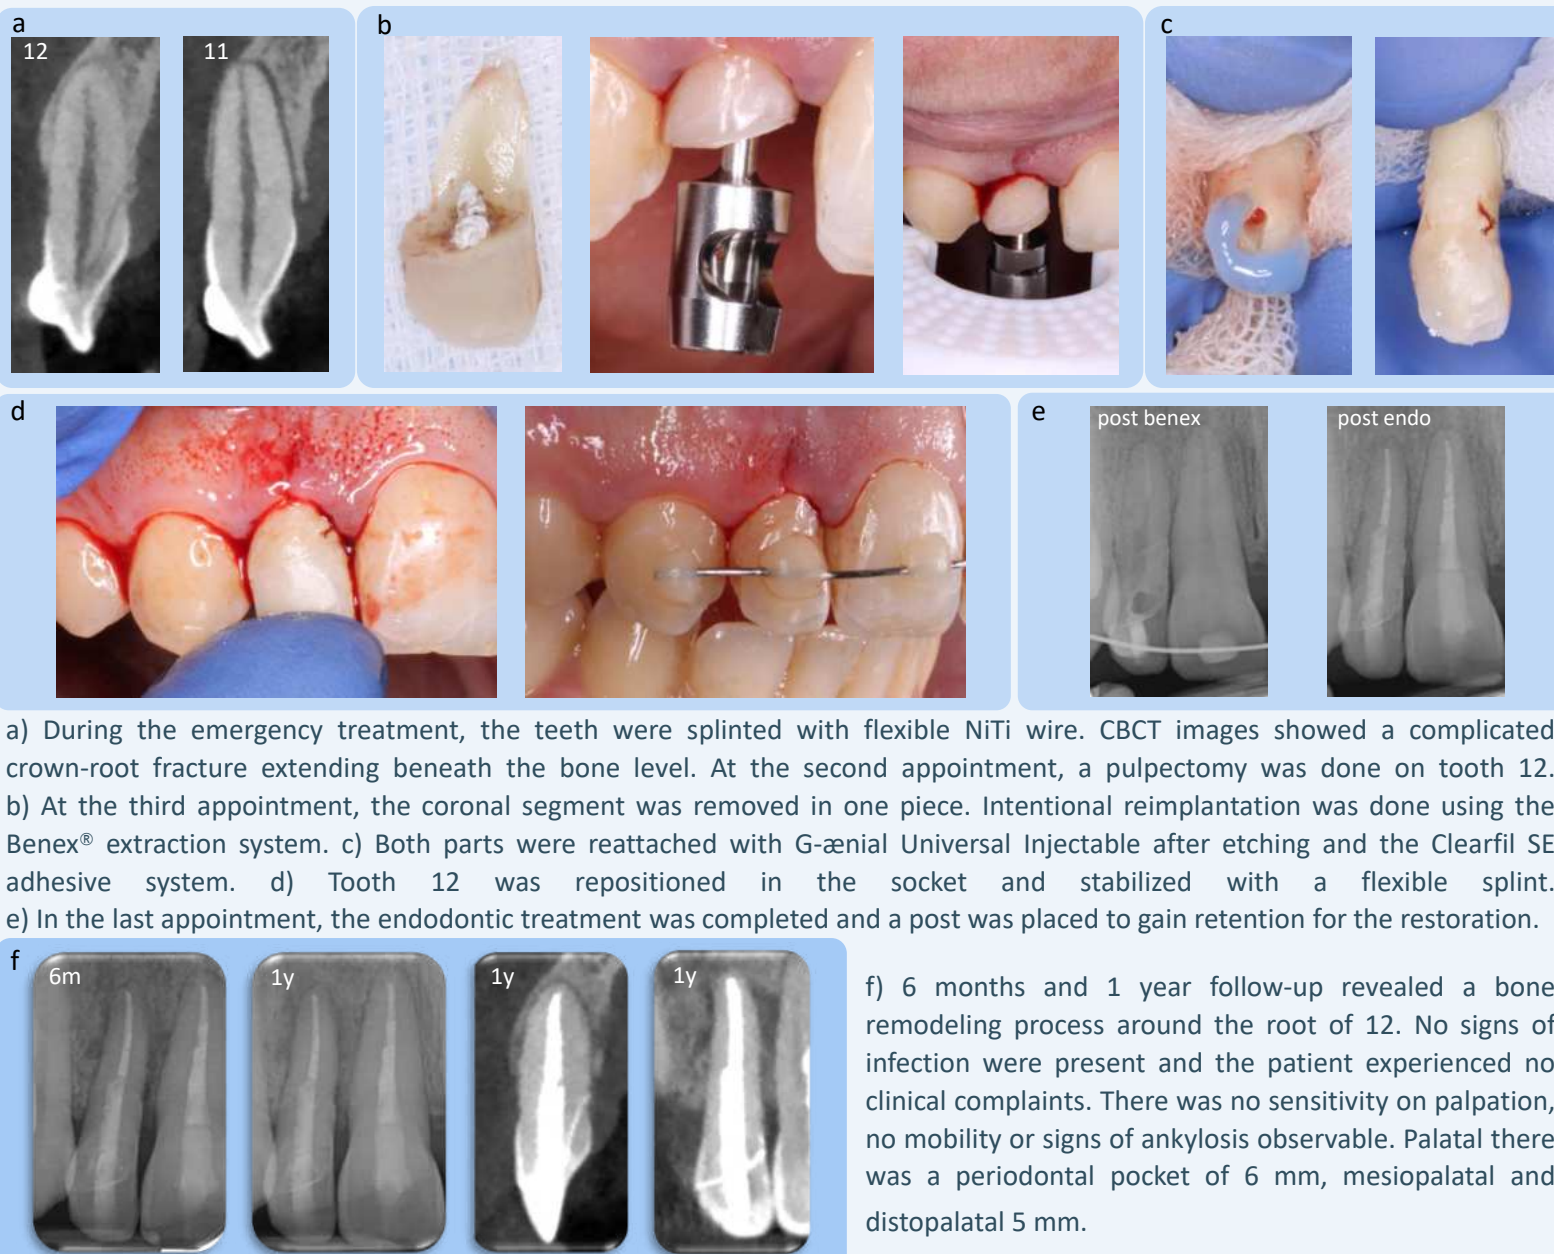 a
12
11
b
c
d
e
post benex
post endo
a) During the emergency treatment, the teeth were splinted with flexible NiTi wire. CBCT images showed a complicated
crown-root fracture extending beneath the bone level. At the second appointment, a pulpectomy was done on tooth 12.
b) At the third appointment, the coronal segment was removed in one piece. Intentional reimplantation was done using the
Benex® extraction system. c) Both parts were reattached with G-ænial Universal Injectable after etching and the Clearfil SE
adhesive system. d) Tooth 12 was repositioned in the socket and stabilized with a flexible splint.
e) In the last appointment, the endodontic treatment was completed and a post was placed to gain retention for the restoration.
f
6m
1y
1y
1y
f) 6 months and 1 year follow-up revealed a bone
remodeling process around the root of 12. No signs of
infection were present and the patient experienced no
clinical complaints. There was no sensitivity on palpation,
no mobility or signs of ankylosis observable. Palatal there
was a periodontal pocket of 6 mm, mesiopalatal and
distopalatal 5 mm.